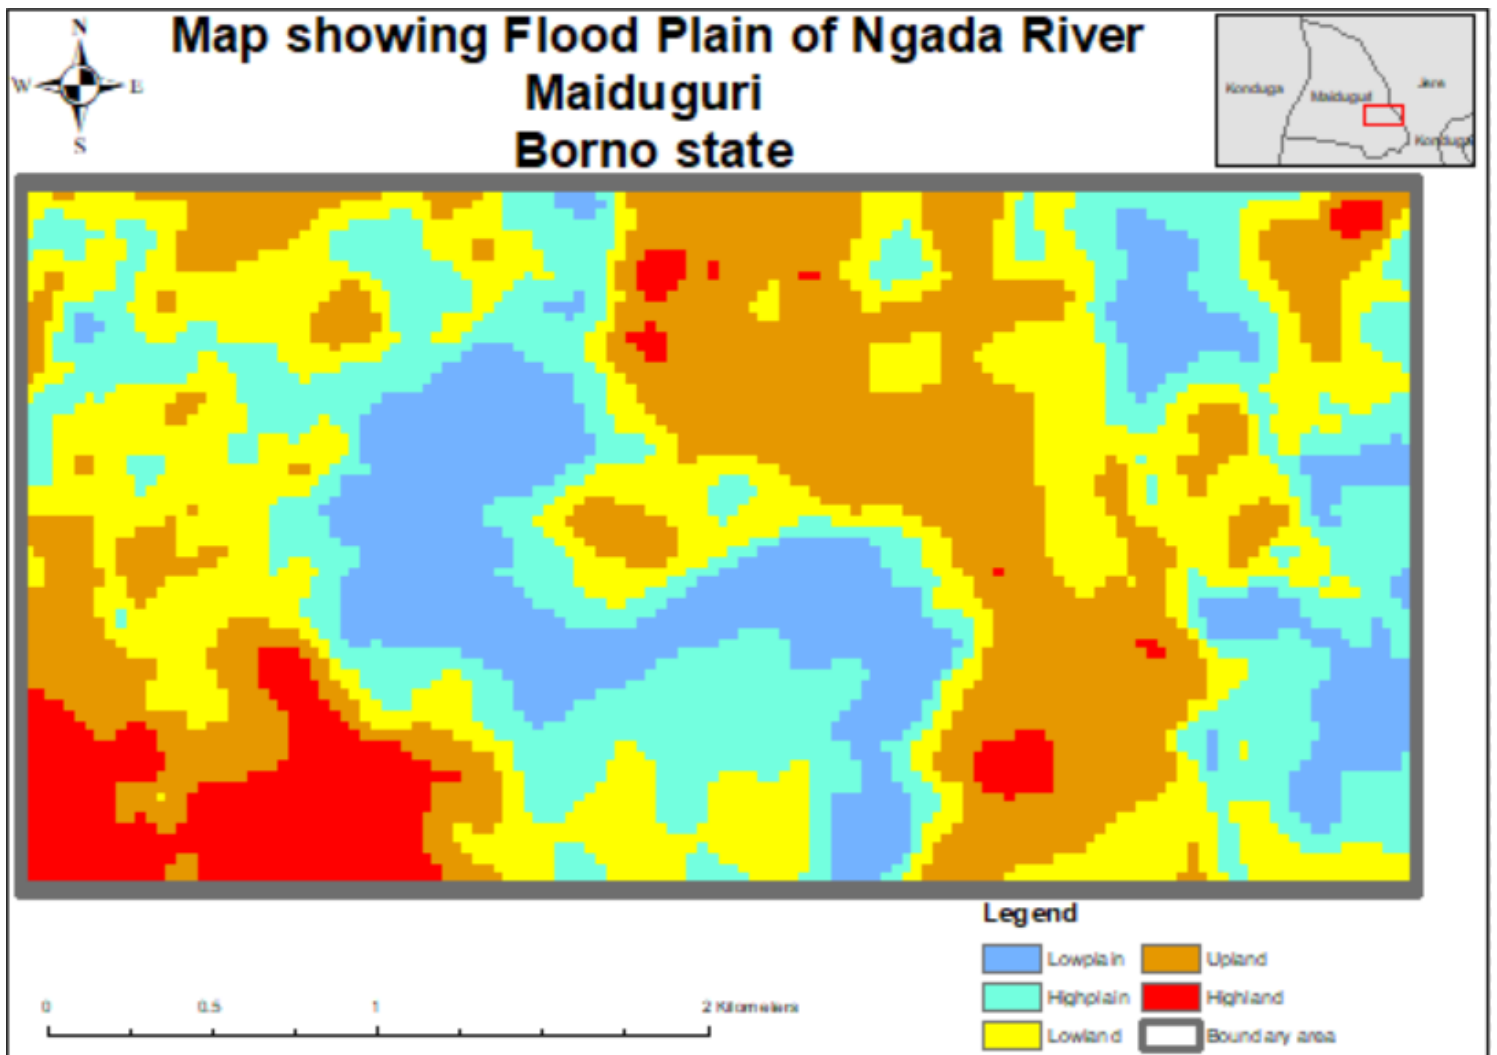 Map showing Flood Plain of Ngada River
Maiduguri
Borno state
N
W E
S
Konduga
Maiduguri
Jere
Konduga
Legend
Lowplain Upland
Highplain Highland
Lowland Boundary area
0 0.5 1 2 Kilometers